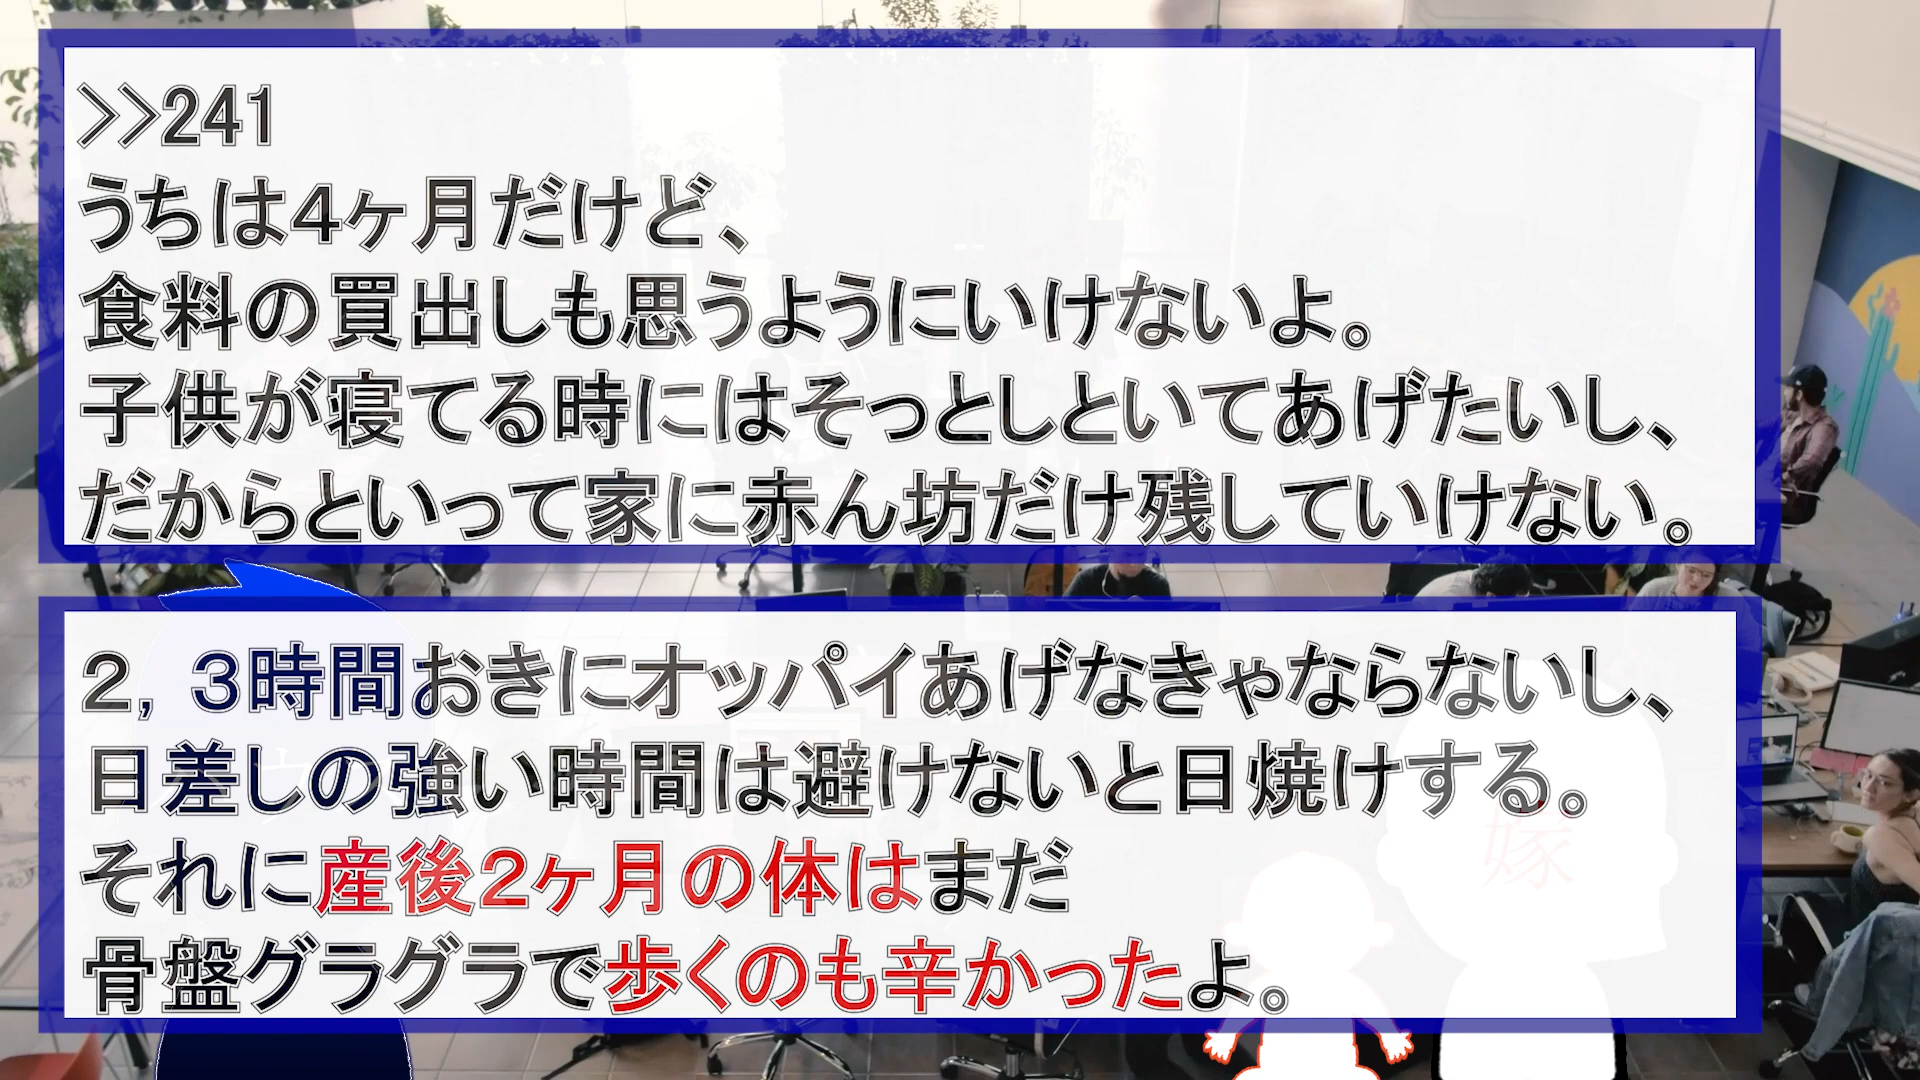 >>241
うちは４ヶ月だけど、
食料の買出しも思うようにいけないよ。
子供が寝てる時にはそっとしといてあげたいし、
だからといって家に赤ん坊だけ残していけない。
２，３時間おきにオッパイあげなきゃならないし、
日差しの強い時間は避けないと日焼けする。
それに産後２ヶ月の体はまだ
骨盤グラグラで歩くのも辛かったよ。
嫁